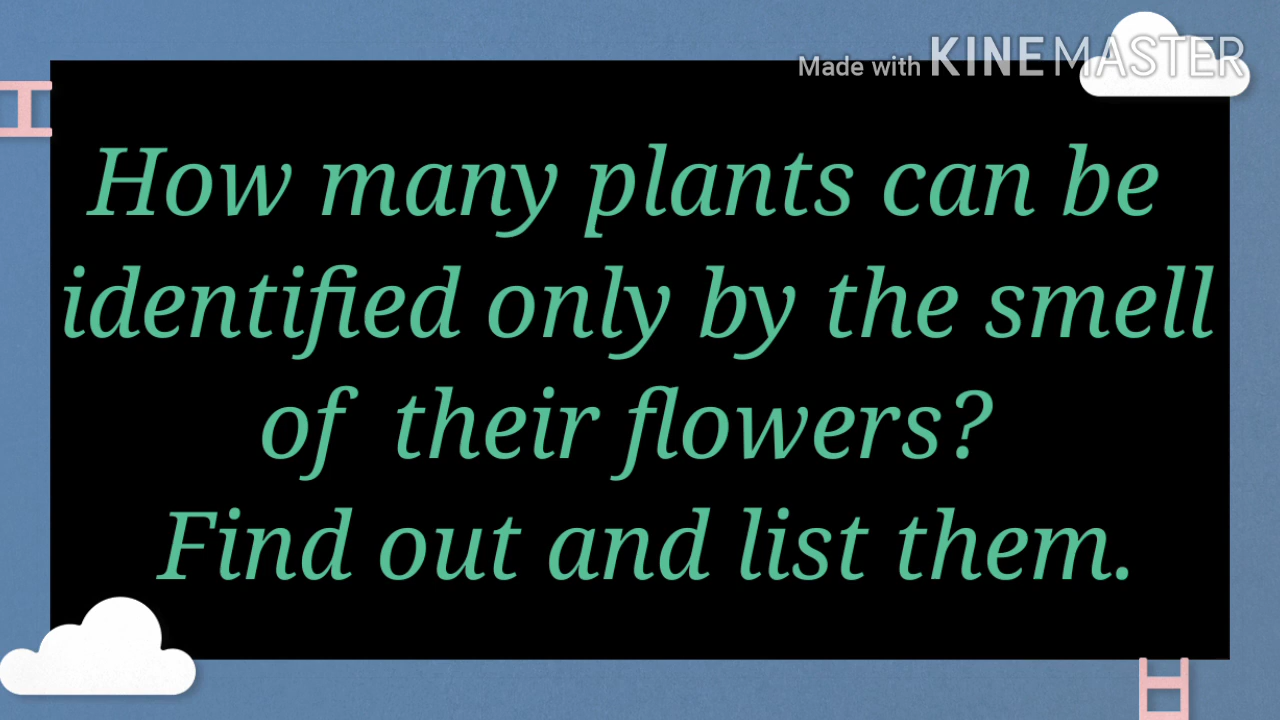 Made with KINEMASTER
How many plants can be
identified only by the smell
of their flowers?
Find out and list them.